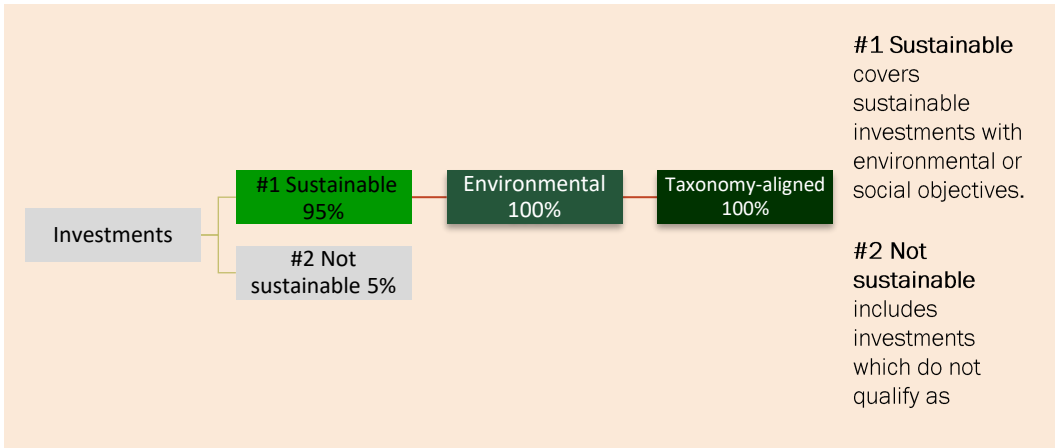 Investments
#1 Sustainable
95%
#2 Not
sustainable 5%
Environmental
100%
Taxonomy-aligned
100%
#1 Sustainable
covers
sustainable
investments with
environmental or
social objectives.
#2 Not
sustainable
includes
investments
which do not
qualify as